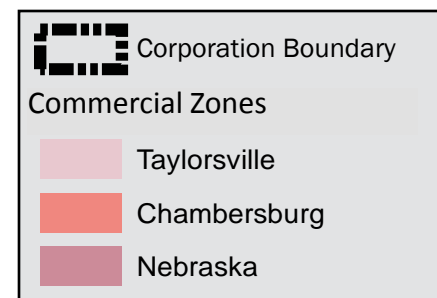 Corporation Boundary
Commercial Zones
Taylorsville
Chambersburg
Nebraska